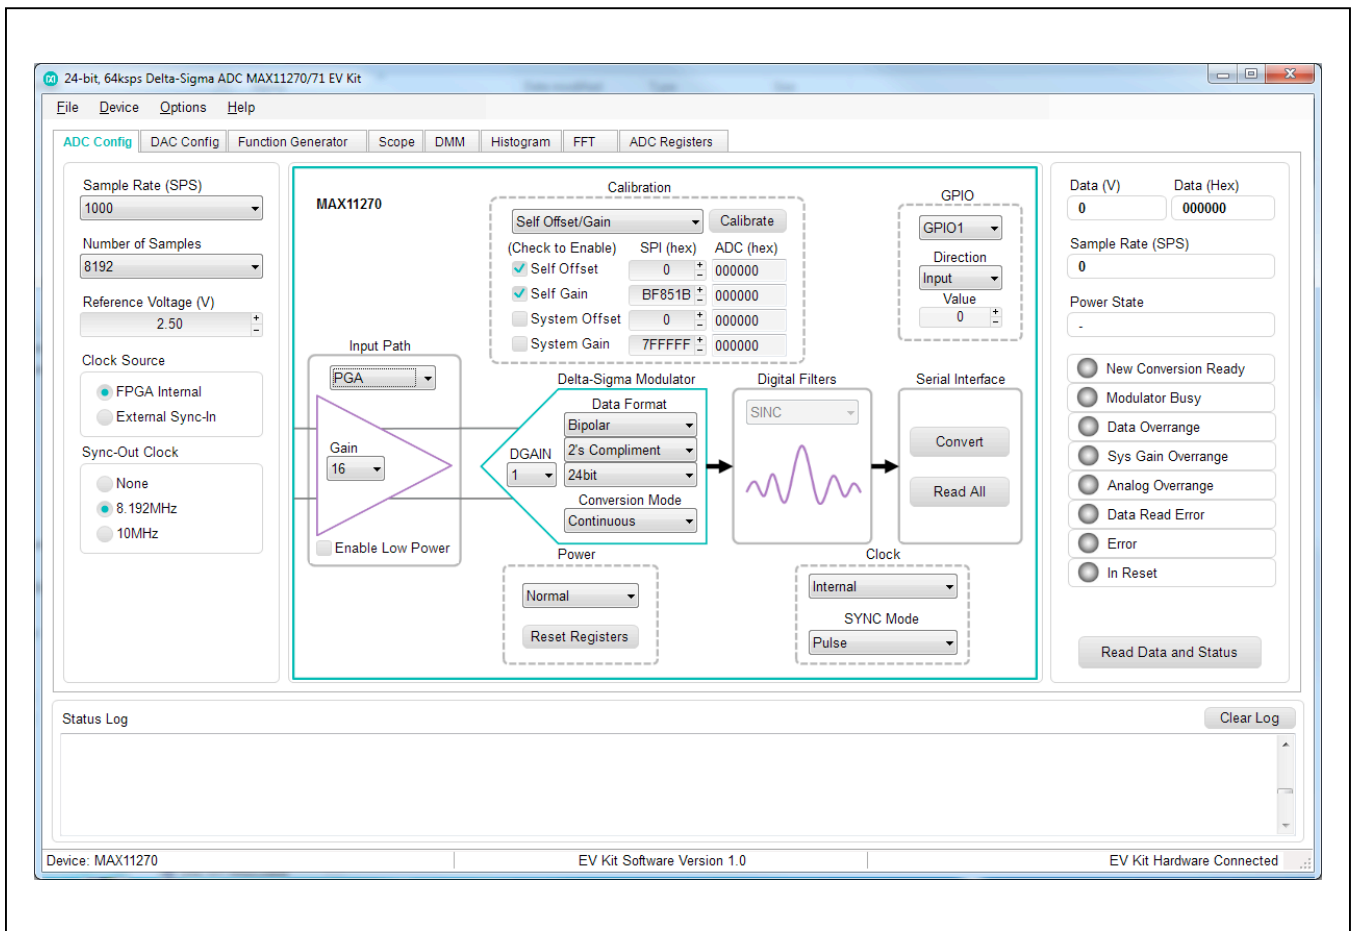 24-bit, 64ksps Delta-Sigma ADC MAX11270/71 EV Kit
File Device Options Help
ADC Config DAC Config Function Generator Scope DMM Histogram FFT ADC Registers
Sample Rate (SPS)
1000
Number of Samples
8192
Reference Voltage (V)
2.50
Clock Source
FPGA Internal
External Sync-In
Sync-Out Clock
None
8.192MHz
10MHz
MAX11270
Calibration
Self Offset/Gain Calibrate
(Check to Enable) SPI (hex) ADC (hex)
Self Offset 0 000000
Self Gain BF851B 000000
System Offset 0 000000
System Gain 7FFFFF 000000
GPIO
GPIO1
Direction
Input
Value
0
Input Path
PGA
Gain
16
Enable Low Power
Delta-Sigma Modulator
Data Format
Bipolar
DGAIN
1
2's Compliment
24bit
Conversion Mode
Continuous
Digital Filters
SINC
Serial Interface
Convert
Read All
Power
Normal
Reset Registers
Clock
Internal
SYNC Mode
Pulse
Data (V) Data (Hex)
0 000000
Sample Rate (SPS)
0
Power State
-
New Conversion Ready
Modulator Busy
Data Overrange
Sys Gain Overrange
Analog Overrange
Data Read Error
Error
In Reset
Read Data and Status
Status Log Clear Log
Device: MAX11270 EV Kit Software Version 1.0 EV Kit Hardware Connected